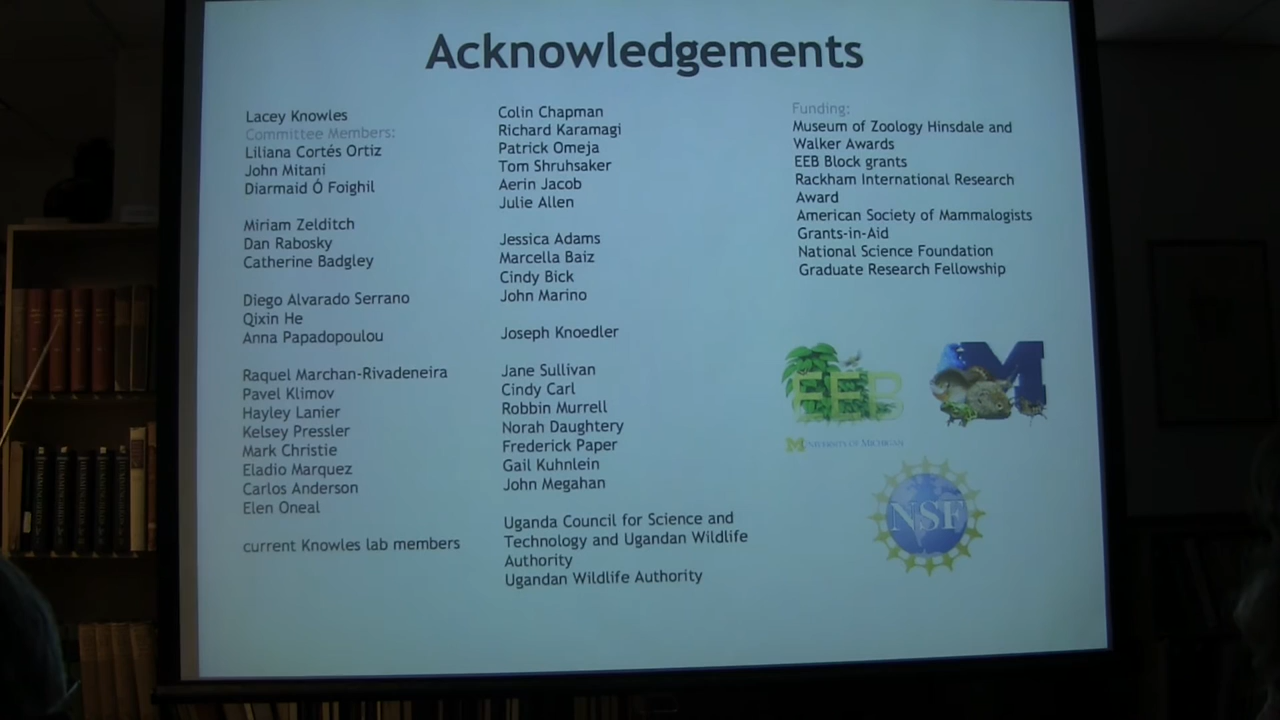 Acknowledgements
Lacey Knowles
Committee Members:
Liliana Cortés Ortiz
John Mitani
Diarmaid Ó Foighil
Miriam Zelditch
Dan Rabosky
Catherine Badgley
Diego Alvarado Serrano
Qixin He
Anna Papadopoulou
Raquel Marchan-Rivadeneira
Pavel Klimov
Hayley Lanier
Kelsey Pressler
Mark Christie
Eladio Marquez
Carlos Anderson
Elen Oneal
current Knowles lab members
Colin Chapman
Richard Karamagi
Patrick Omeja
Tom Shruhsaker
Aerin Jacob
Julie Allen
Jessica Adams
Marcella Baiz
Cindy Bick
John Marino
Joseph Knoedler
Jane Sullivan
Cindy Carl
Robbin Murrell
Norah Daughtery
Frederick Paper
Gail Kuhnlein
John Megahan
Uganda Council for Science and
Technology and Ugandan Wildlife
Authority
Ugandan Wildlife Authority
Funding:
Museum of Zoology Hinsdale and
Walker Awards
EEB Block grants
Rackham International Research
Award
American Society of Mammalogists
Grants-in-Aid
National Science Foundation
Graduate Research Fellowship
EEB
M
UNIVERSITY OF MICHIGAN
NSF